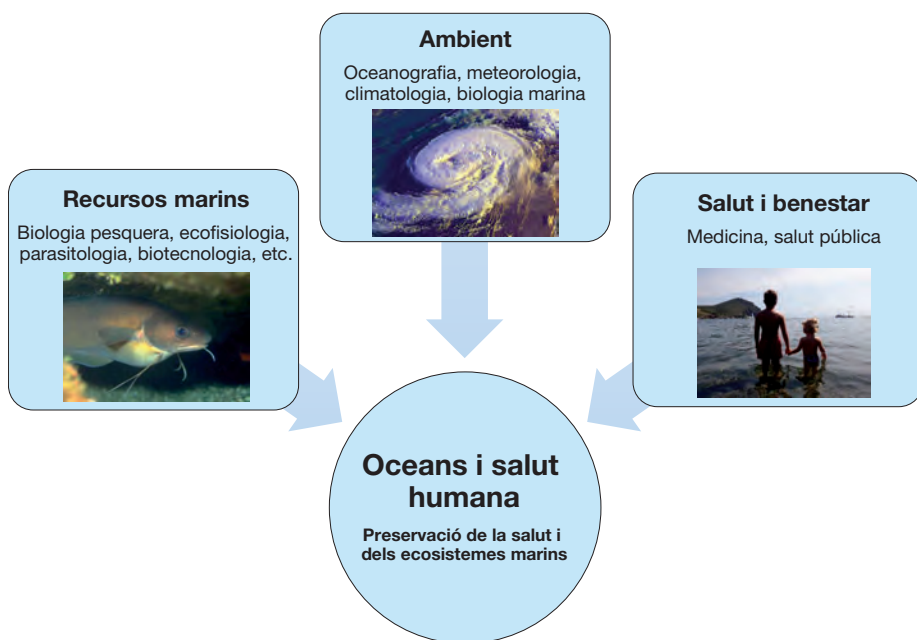 Ambient
Oceanografia, meteorologia,
climatologia, biologia marina
Recursos marins
Biologia pesquera, ecofisiologia,
parasitologia, biotecnologia, etc.
Salut i benestar
Medicina, salut pública
Oceans i salut
humana
Preservació de la salut i
dels ecosistemes marins